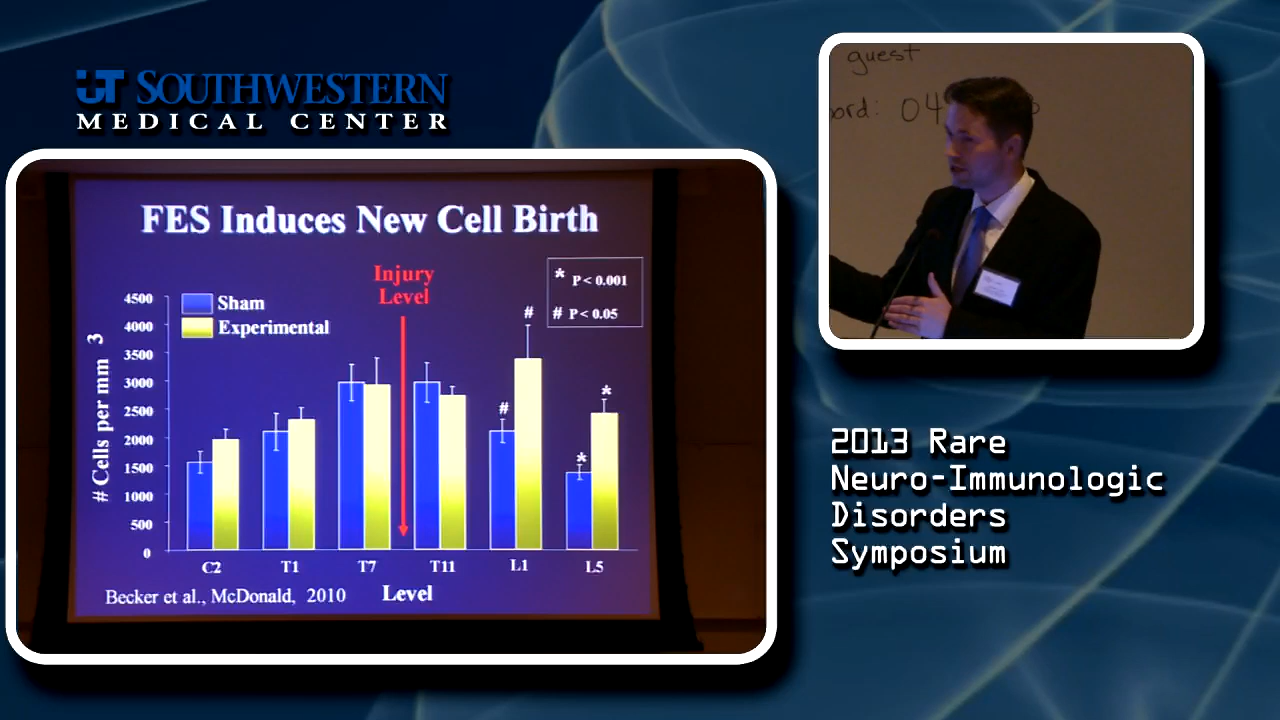 UT SOUTHWESTERN
MEDICAL CENTER
FES Induces New Cell Birth
Injury
Level
* P < 0.001
# P < 0.05
Sham
Experimental
# Cells per mm 3
4500
4000
3500
3000
2500
2000
1500
1000
500
0
#
#
*
*
C2 T1 T7 T11 L1 L5
Level
Becker et al., McDonald, 2010
guest
04
2013 Rare
Neuro-Immunologic
Disorders
Symposium